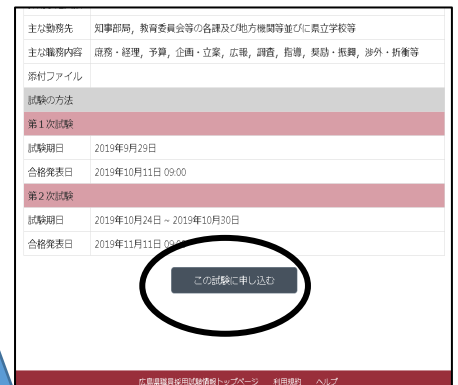 主な勤務先 知事部局，教育委員会等の各課及び地方機関等並びに県立学校等
主な職務内容 庶務・経理，予算，企画・立案，広報，調査，指導，奨励・振興，渉外・折衝等
添付ファイル
試験の方法
第１次試験
試験期日 2019年9月29日
合格発表日 2019年10月11日 09:00
第２次試験
試験期日 2019年10月24日 ~ 2019年10月30日
合格発表日 2019年11月11日
この試験に申し込む
広島県職員採用試験情報トップページ 利用規約 ヘルプ